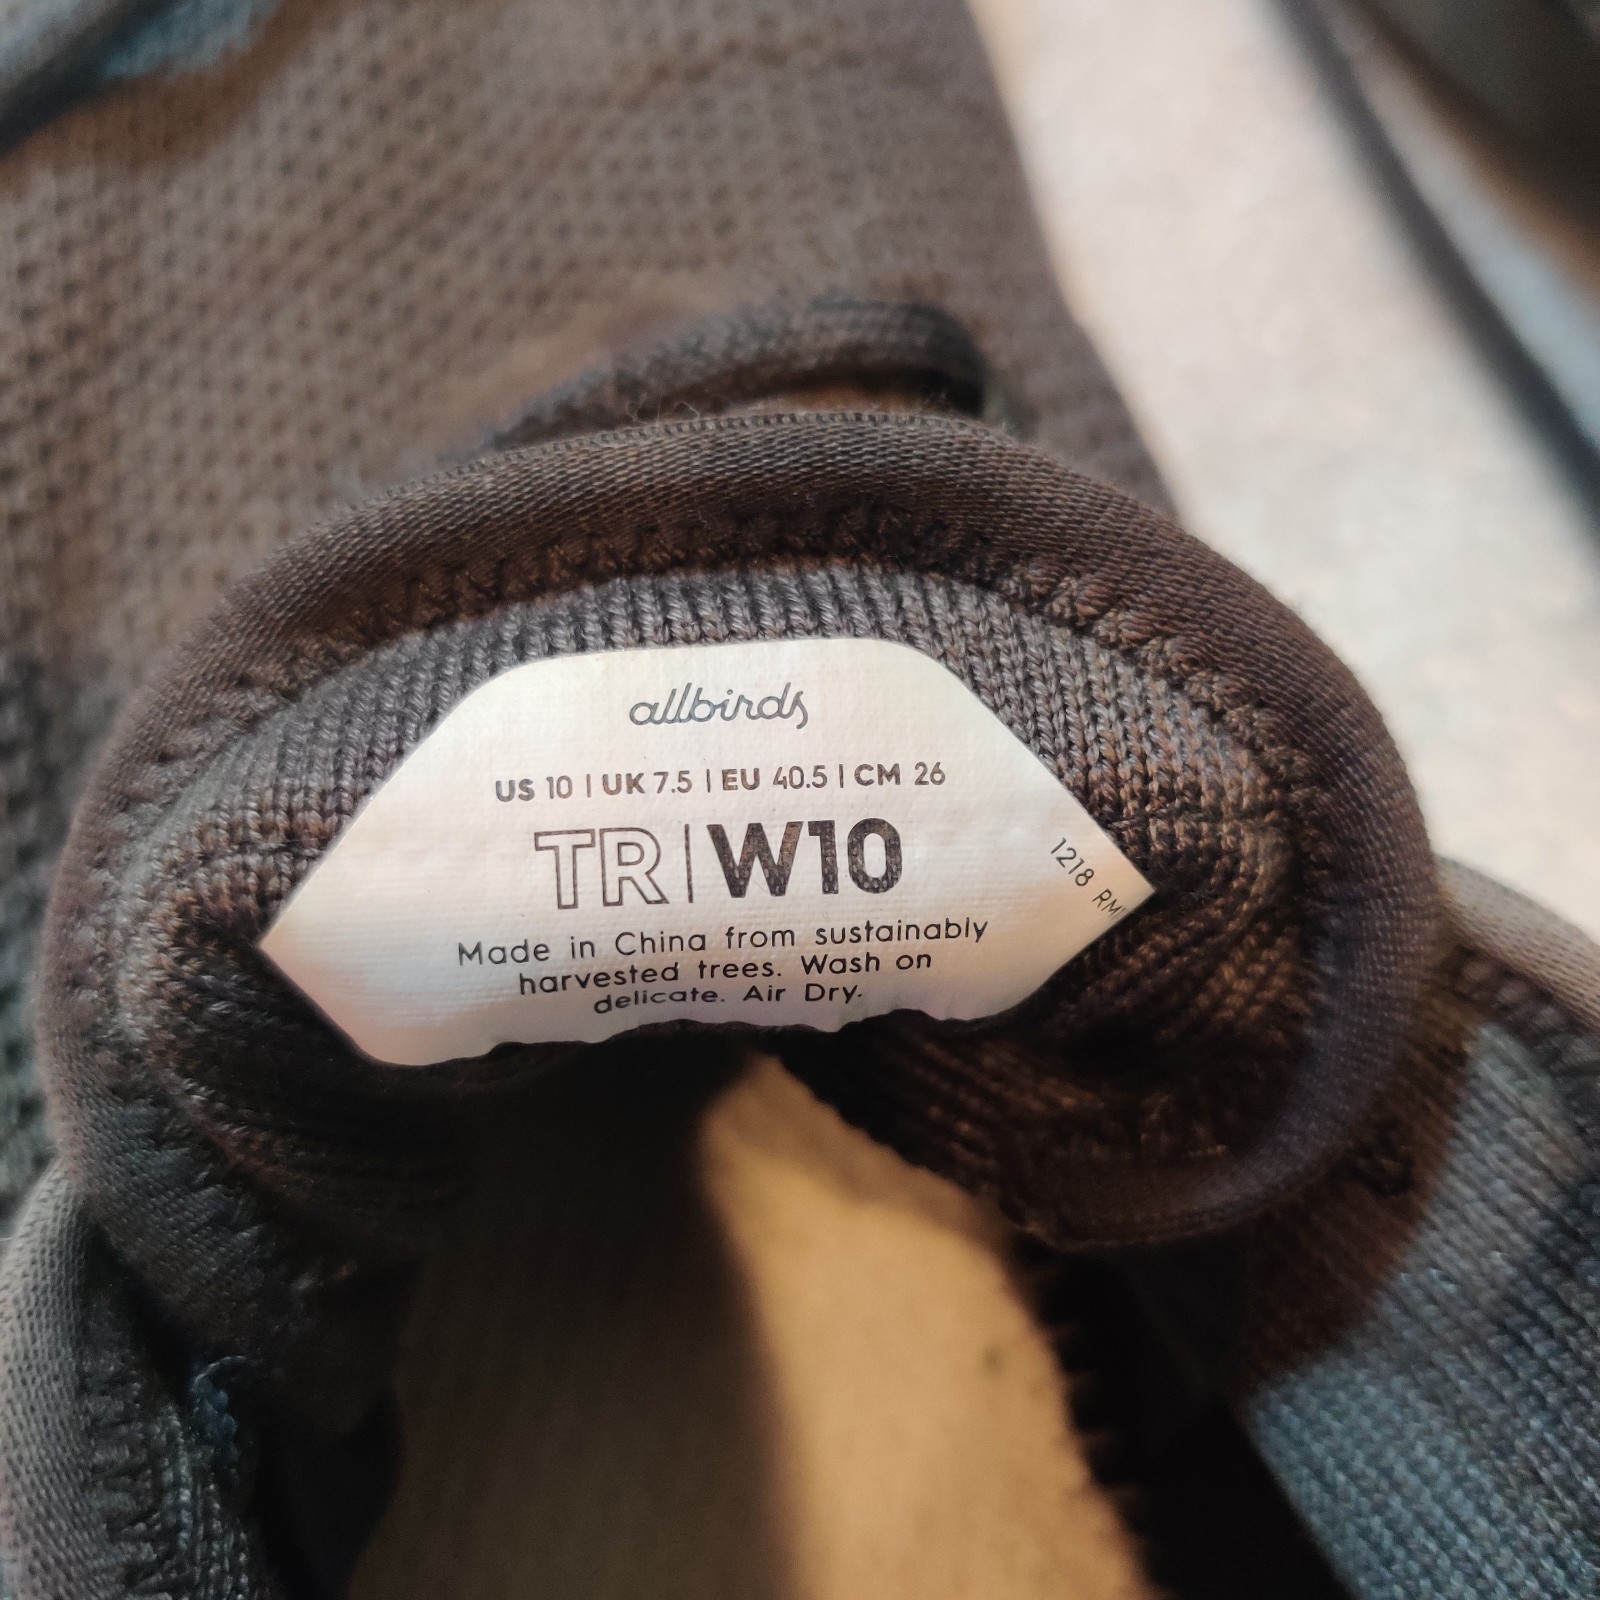 allbirds
US 10 | UK 7.5 | EU 40.5 | CM 26
TR | W10
1218 RM
Made in China from sustainably
harvested trees. Wash on
delicate. Air Dry.